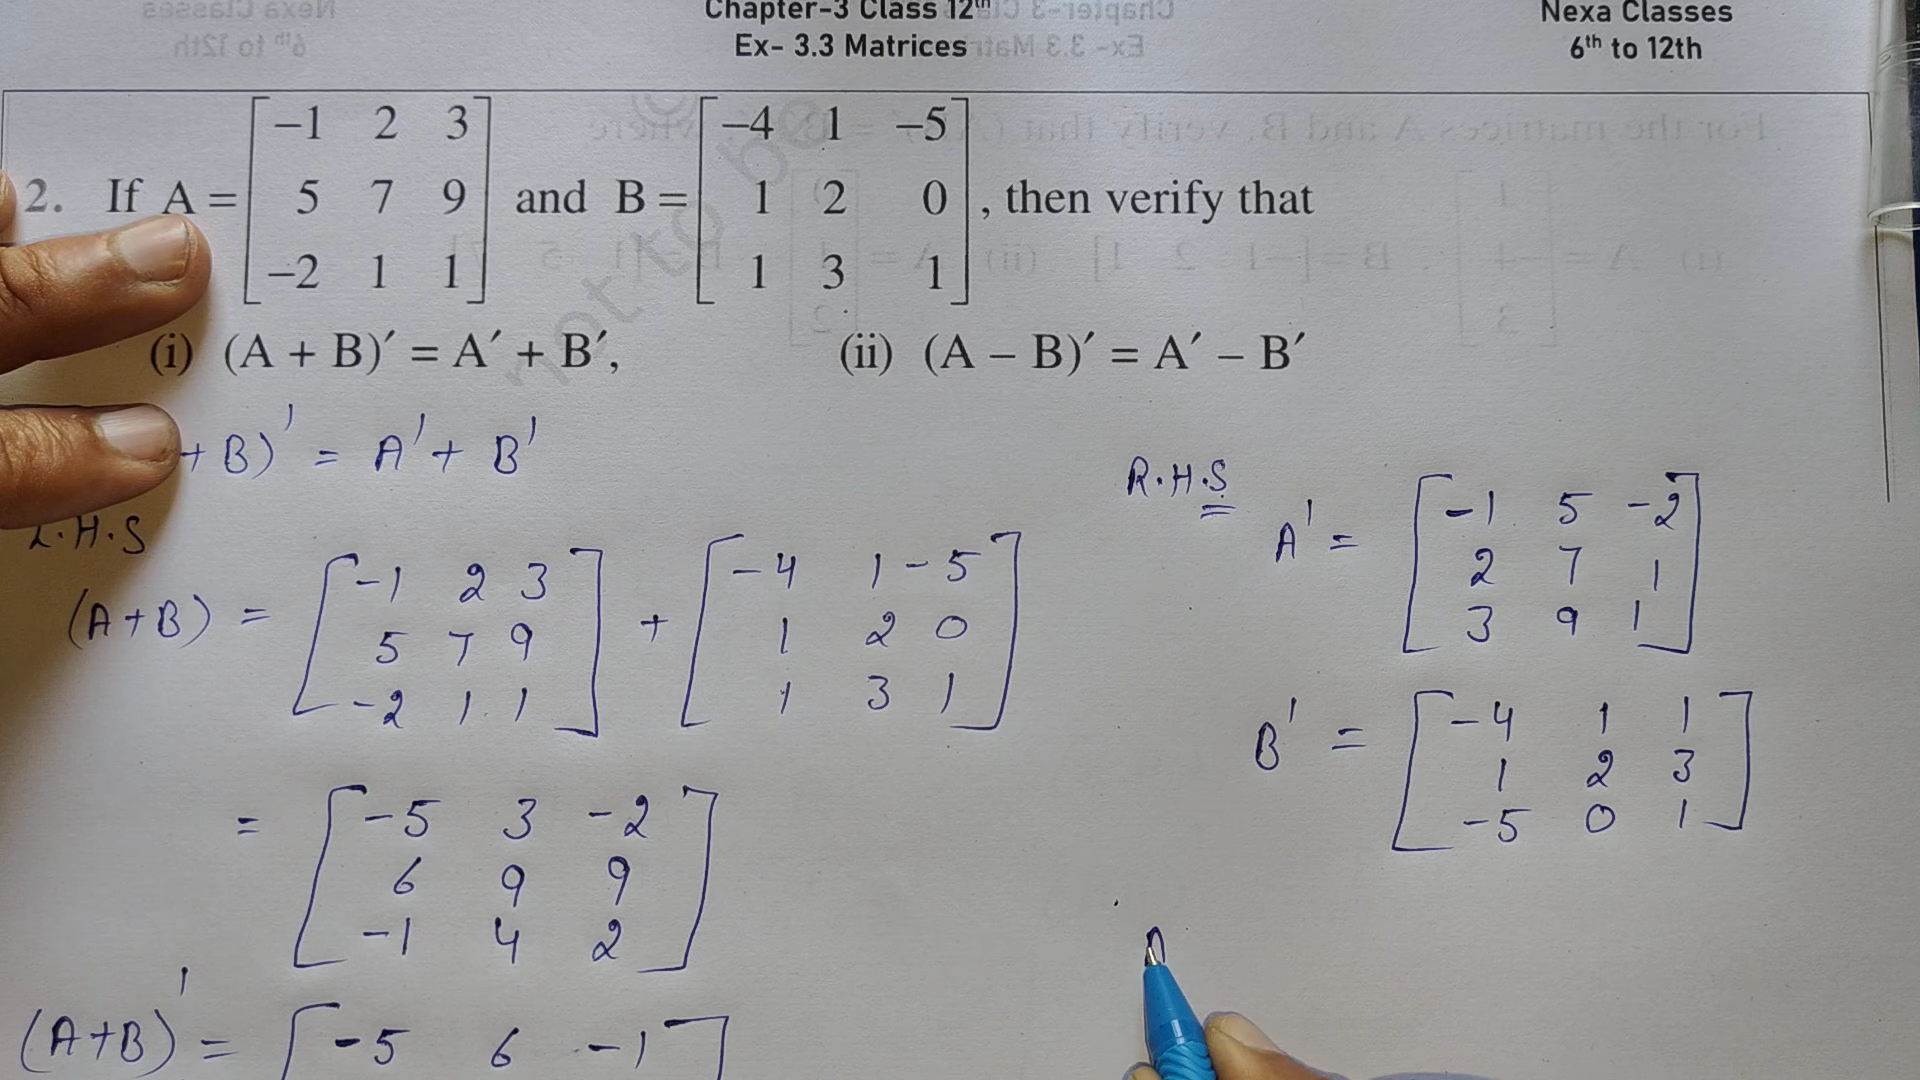 Chapter-3 Class 12th
Ex- 3.3 Matrices
Nexa Classes
6th to 12th
2. If A = [ -1 2 3
5 7 9
-2 1 1 ] and B = [ -4 1 -5
1 2 0
1 3 1 ] , then verify that
(i) (A + B)′ = A′ + B′, (ii) (A – B)′ = A′ – B′
+ B)' = A' + B'
L.H.S
(A+B) = [ -1 2 3
5 7 9
-2 1 1 ] + [ -4 1 -5
1 2 0
1 3 1 ]
= [ -5 3 -2
6 9 9
-1 4 2 ]
(A+B)' = [ -5 6 -1 ]
R.H.S
A' = [ -1 5 -2
2 7 1
3 9 1 ]
B' = [ -4 1 1
1 2 3
-5 0 1 ]